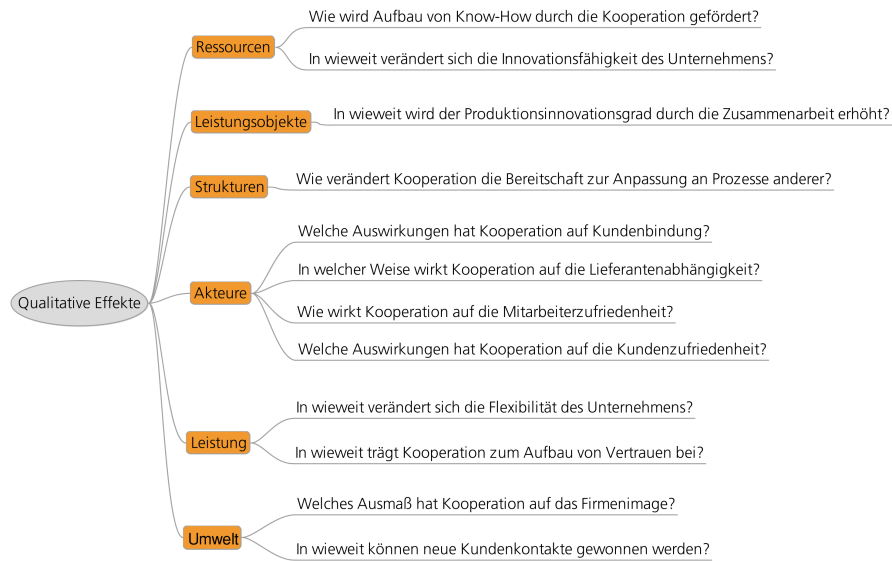 Qualitative Effekte
Ressourcen
Wie wird Aufbau von Know-How durch die Kooperation gefördert?
In wieweit verändert sich die Innovationsfähigkeit des Unternehmens?
Leistungsobjekte
In wieweit wird der Produktionsinnovationsgrad durch die Zusammenarbeit erhöht?
Strukturen
Wie verändert Kooperation die Bereitschaft zur Anpassung an Prozesse anderer?
Akteure
Welche Auswirkungen hat Kooperation auf Kundenbindung?
In welcher Weise wirkt Kooperation auf die Lieferantenabhängigkeit?
Wie wirkt Kooperation auf die Mitarbeiterzufriedenheit?
Welche Auswirkungen hat Kooperation auf die Kundenzufriedenheit?
Leistung
In wieweit verändert sich die Flexibilität des Unternehmens?
In wieweit trägt Kooperation zum Aufbau von Vertrauen bei?
Umwelt
Welches Ausmaß hat Kooperation auf das Firmenimage?
In wieweit können neue Kundenkontakte gewonnen werden?